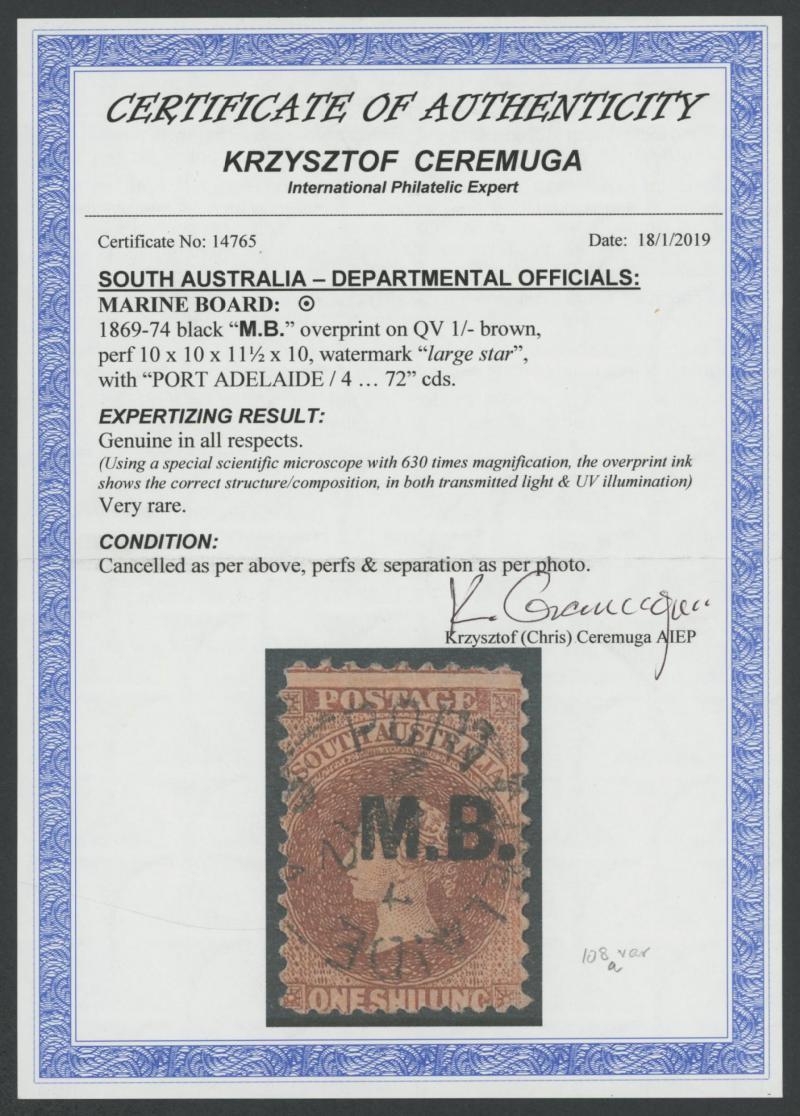 CERTIFICATE OF AUTHENTICITY
KRZYSZTOF CEREMUGA
International Philatelic Expert
Certificate No: 14765 Date: 18/1/2019
SOUTH AUSTRALIA – DEPARTMENTAL OFFICIALS:
MARINE BOARD: ⊙
1869-74 black “M.B.” overprint on QV 1/- brown,
perf 10 x 10 x 11½ x 10, watermark “large star”,
with “PORT ADELAIDE / 4 … 72” cds.
EXPERTIZING RESULT:
Genuine in all respects.
(Using a special scientific microscope with 630 times magnification, the overprint ink
shows the correct structure/composition, in both transmitted light & UV illumination)
Very rare.
CONDITION:
Cancelled as per above, perfs & separation as per photo.
K. Ceremuga
Krzysztof (Chris) Ceremuga AIEP
POSTAGE
SOUTH AUSTRALIA
M.B.
ONE SHILLING
108 var
a